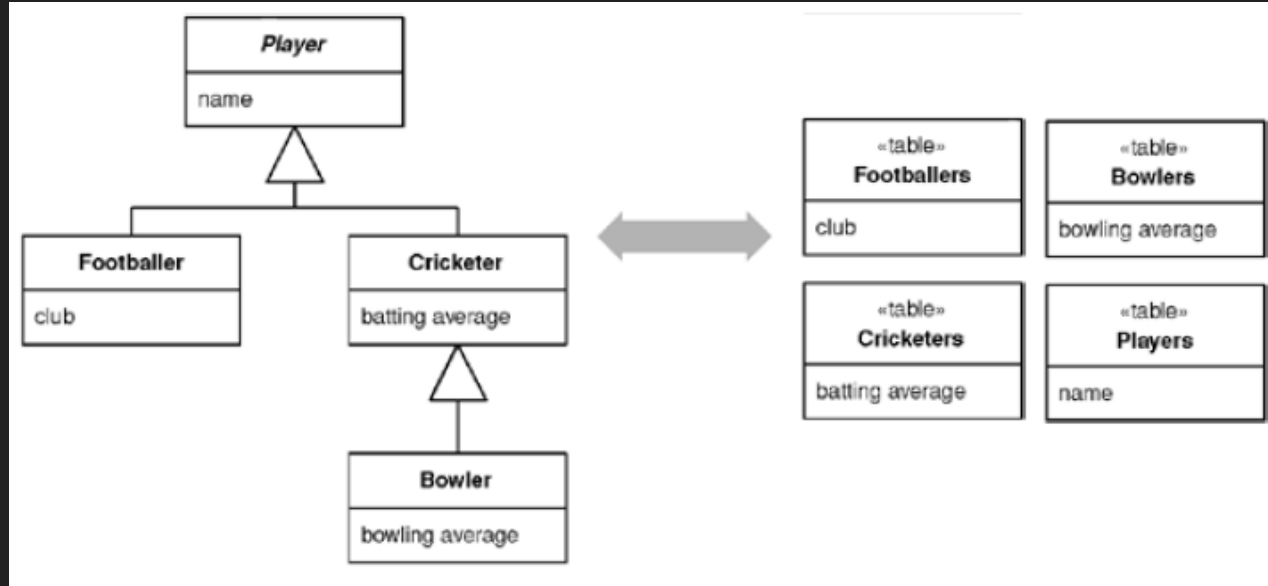 Player
name
Footballer
club
Cricketer
batting average
Bowler
bowling average
«table»
Footballers
club
«table»
Bowlers
bowling average
«table»
Cricketers
batting average
«table»
Players
name